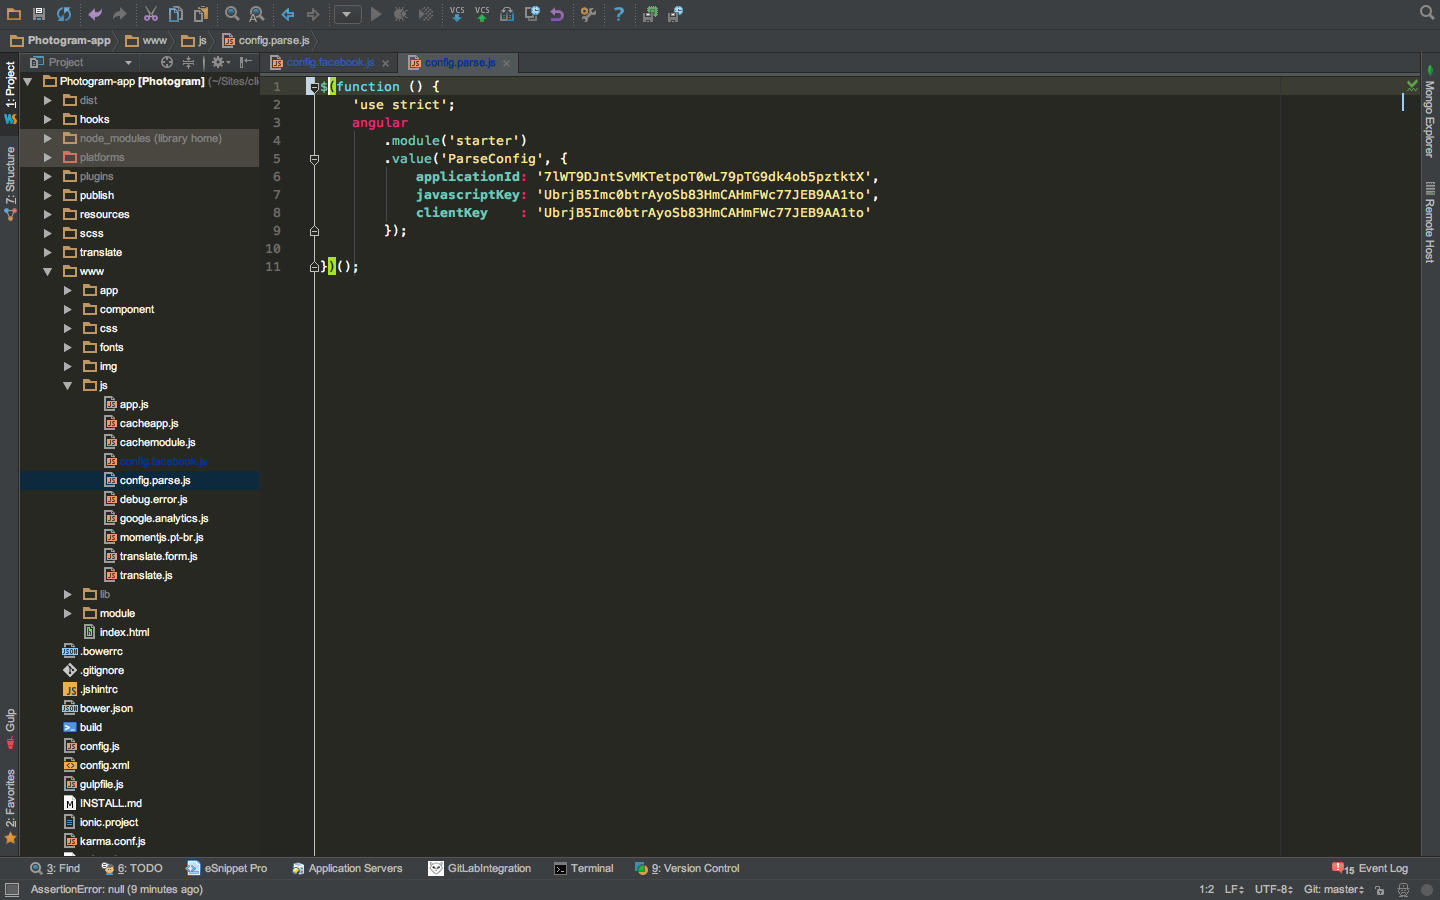 VCS VCS
Photogram-app www js config.parse.js
Project
config.facebook.js
config.parse.js
1: Project
7: Structure
Gulp
2: Favorites
Photogram-app [Photogram] (~/Sites/cli
dist
hooks
node_modules (library home)
platforms
plugins
publish
resources
scss
translate
www
app
component
css
fonts
img
js
app.js
cacheapp.js
cachemodule.js
config.facebook.js
config.parse.js
debug.error.js
google.analytics.js
momentjs.pt-br.js
translate.form.js
translate.js
lib
module
index.html
.bowerrc
.gitignore
.jshintrc
bower.json
build
config.js
config.xml
gulpfile.js
INSTALL.md
ionic.project
karma.conf.js
1 $(function () {
2 'use strict';
3 angular
4 .module('starter')
5 .value('ParseConfig', {
6 applicationId: '7lWT9DJntSvMKTetpoT0wL79pTG9dk4ob5pztktX',
7 javascriptKey: 'UbrjB5Imc0btrAyoSb83HmCAHmFWc77JEB9AA1to',
8 clientKey : 'UbrjB5Imc0btrAyoSb83HmCAHmFWc77JEB9AA1to'
9 });
10
11 })();
Mongo Explorer
Remote Host
3: Find 6: TODO eSnippet Pro Application Servers GitLabIntegration Terminal 9: Version Control 15 Event Log
AssertionError: null (9 minutes ago) 1:2 LF UTF-8 Git: master